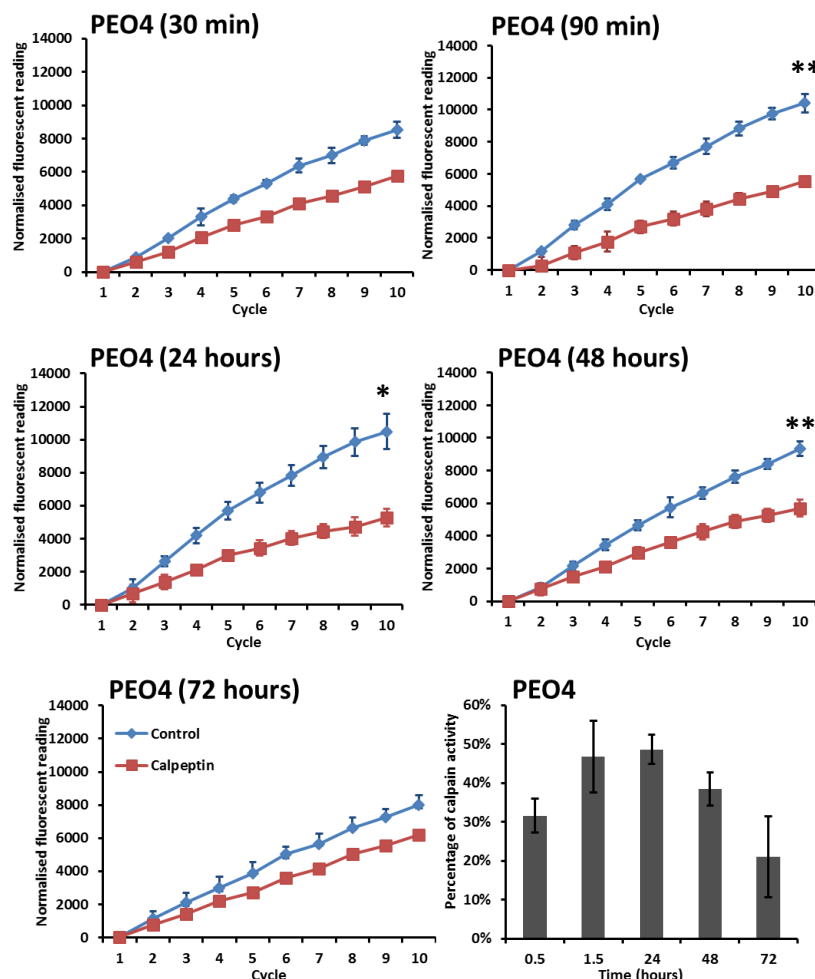 PEO4 (30 min)
Normalised fluorescent reading
14000
12000
10000
8000
6000
4000
2000
0
1 2 3 4 5 6 7 8 9 10
Cycle
PEO4 (90 min)
**
Normalised fluorescent reading
14000
12000
10000
8000
6000
4000
2000
0
1 2 3 4 5 6 7 8 9 10
Cycle
PEO4 (24 hours)
*
Normalised fluorescent reading
14000
12000
10000
8000
6000
4000
2000
0
1 2 3 4 5 6 7 8 9 10
Cycle
PEO4 (48 hours)
**
Normalised fluorescent reading
14000
12000
10000
8000
6000
4000
2000
0
1 2 3 4 5 6 7 8 9 10
Cycle
PEO4 (72 hours)
Normalised fluorescent reading
14000
12000
10000
8000
6000
4000
2000
0
Control
Calpeptin
1 2 3 4 5 6 7 8 9 10
Cycle
PEO4
Percentage of calpain activity
60%
50%
40%
30%
20%
10%
0%
0.5 1.5 24 48 72
Time (hours)